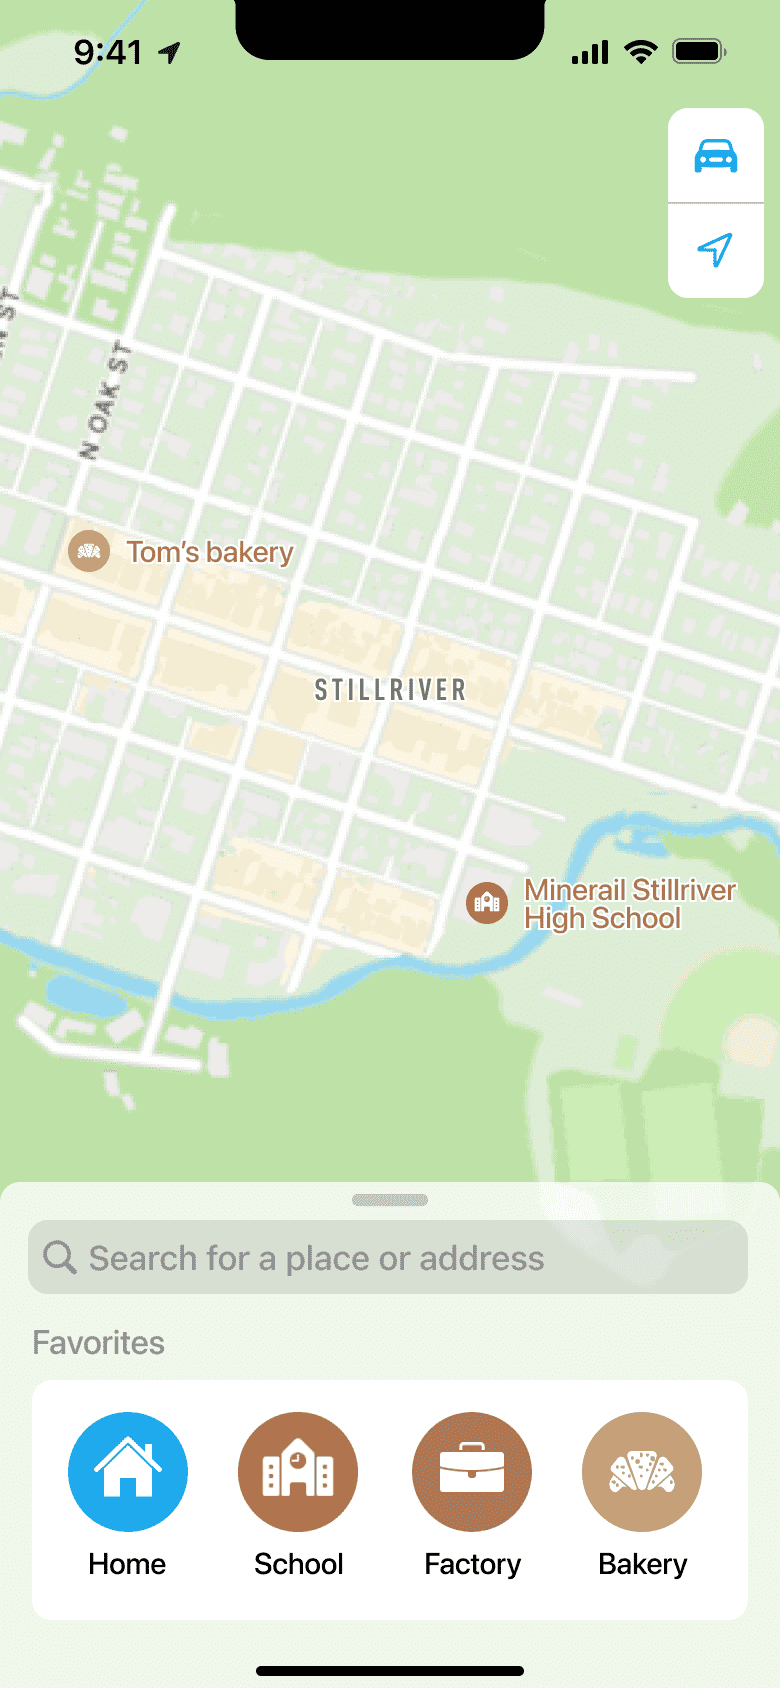 9:41
N OAK ST
Tom's bakery
STILLRIVER
Minerail Stillriver
High School
Search for a place or address
Favorites
Home
School
Factory
Bakery